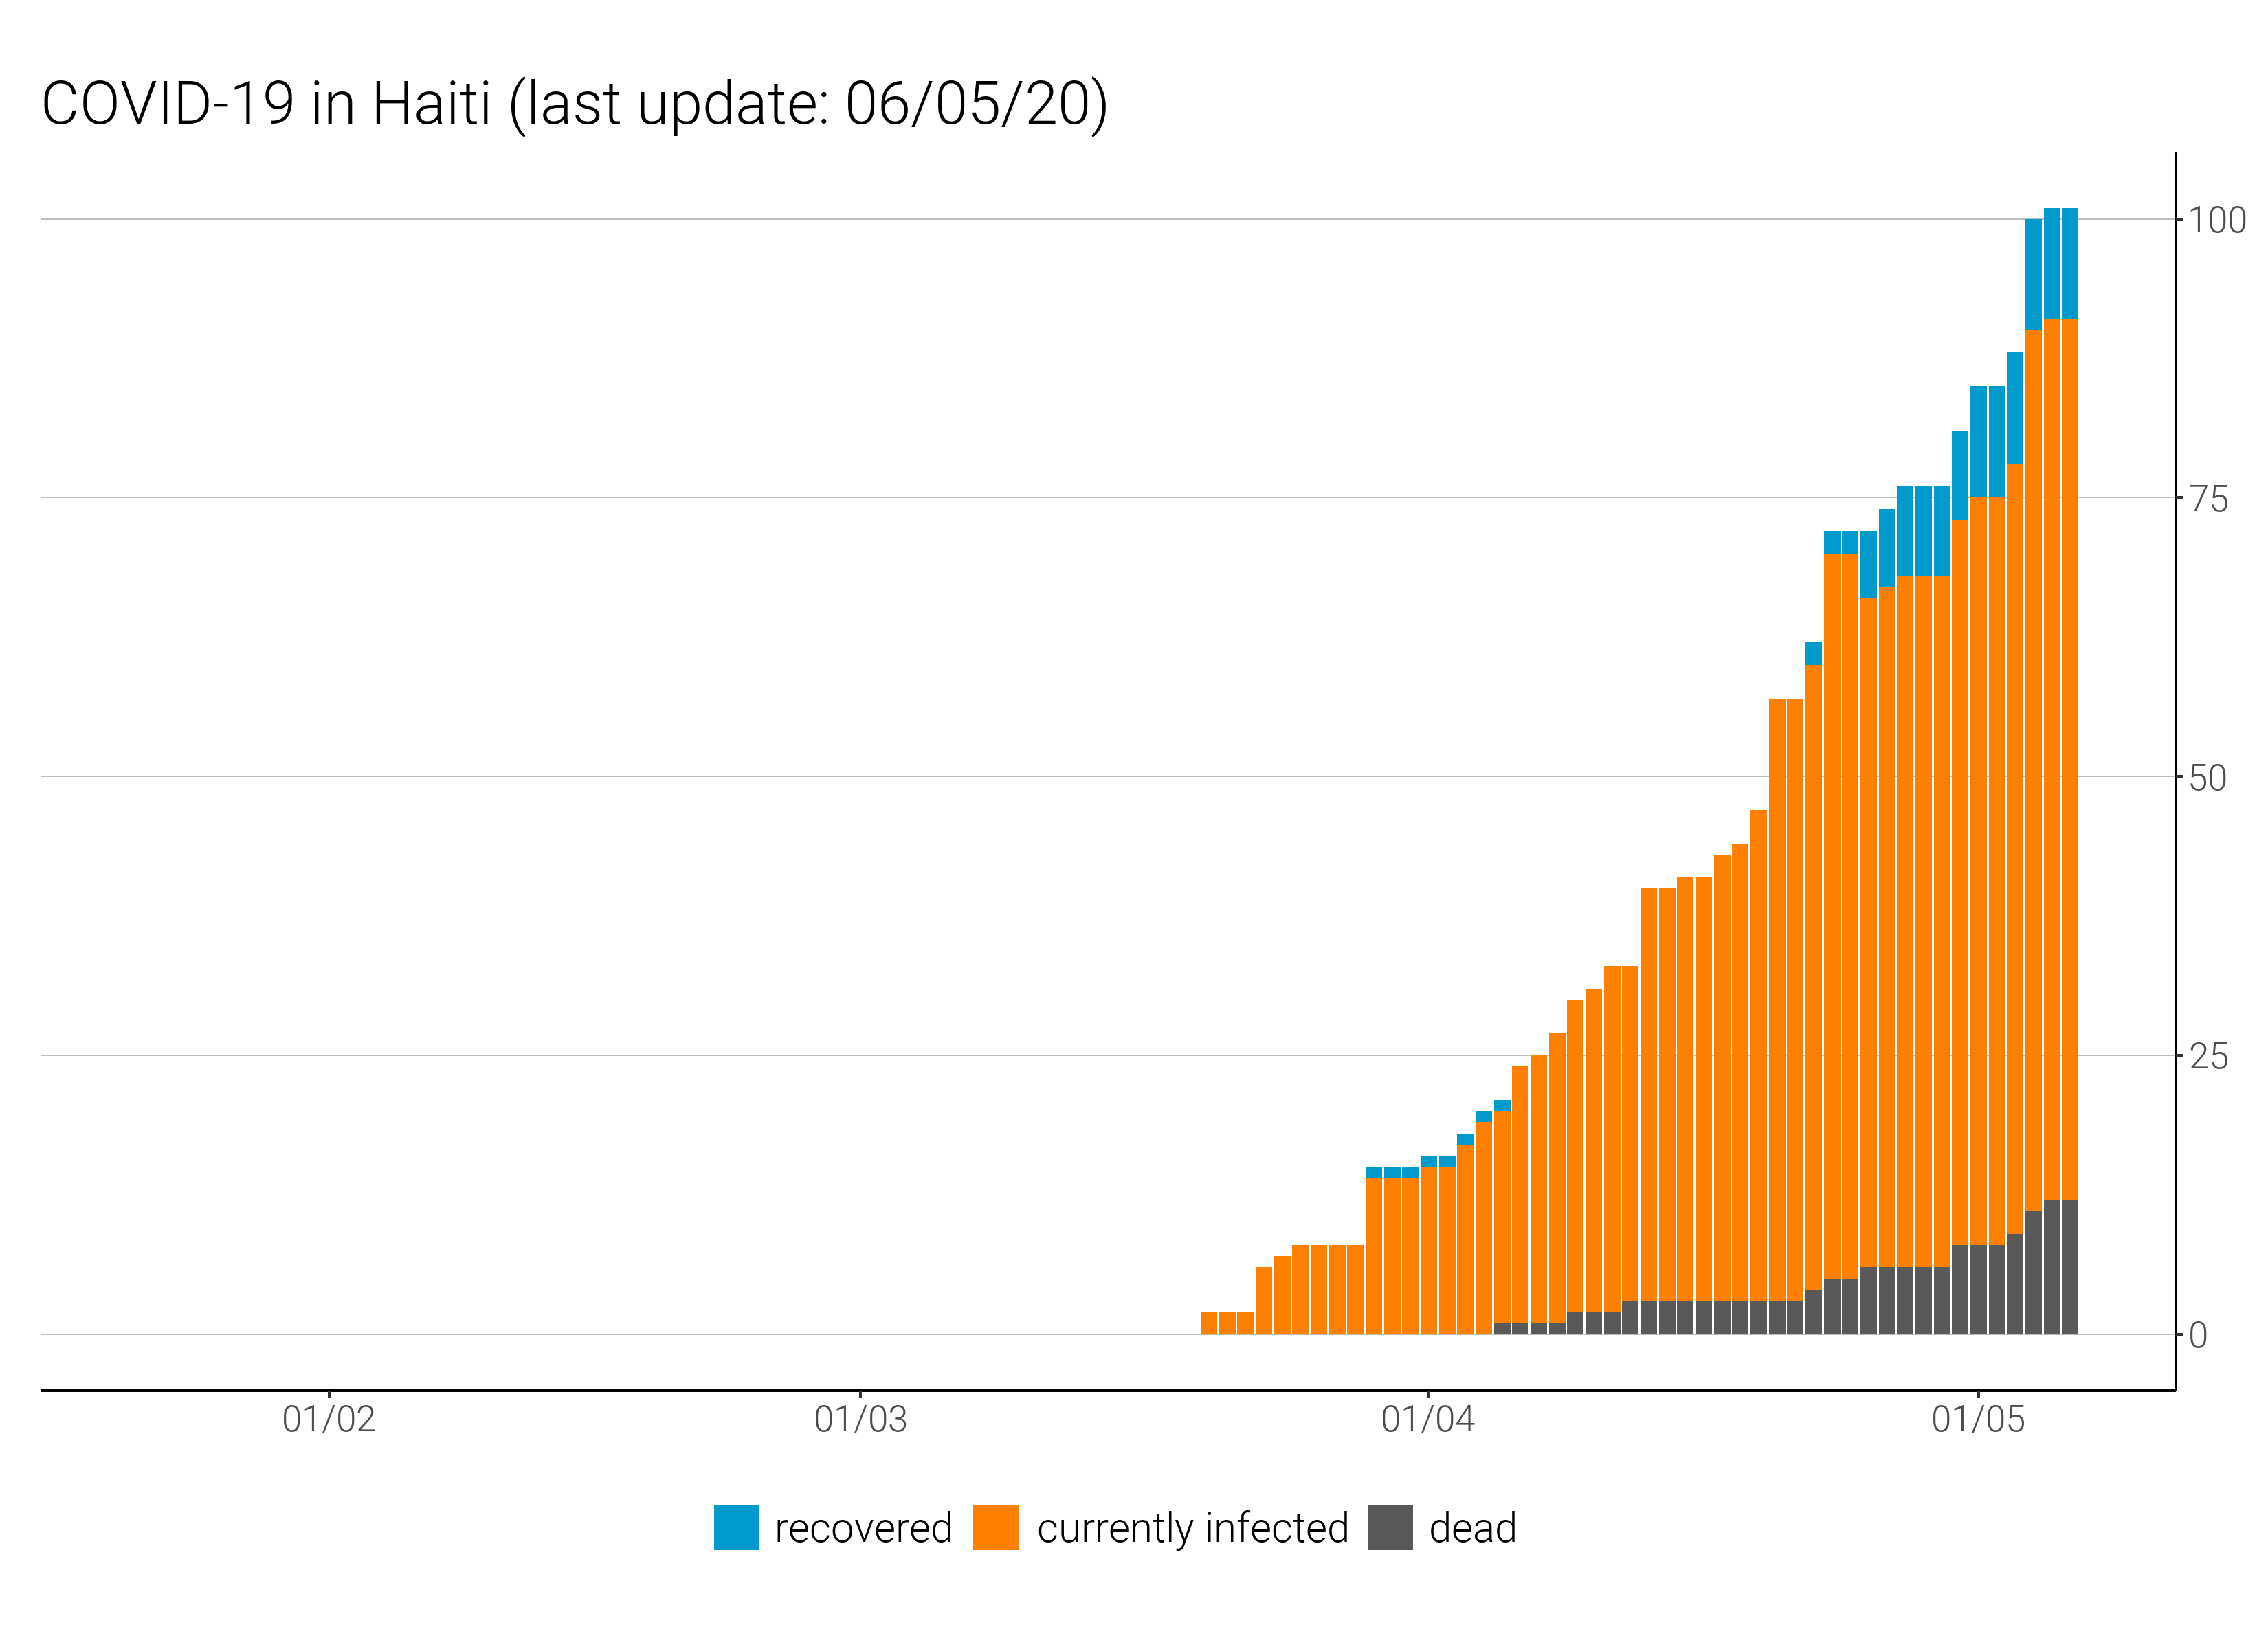 COVID-19 in Haiti (last update: 06/05/20)
100
75
50
25
0
01/02 01/03 01/04 01/05
recovered currently infected dead